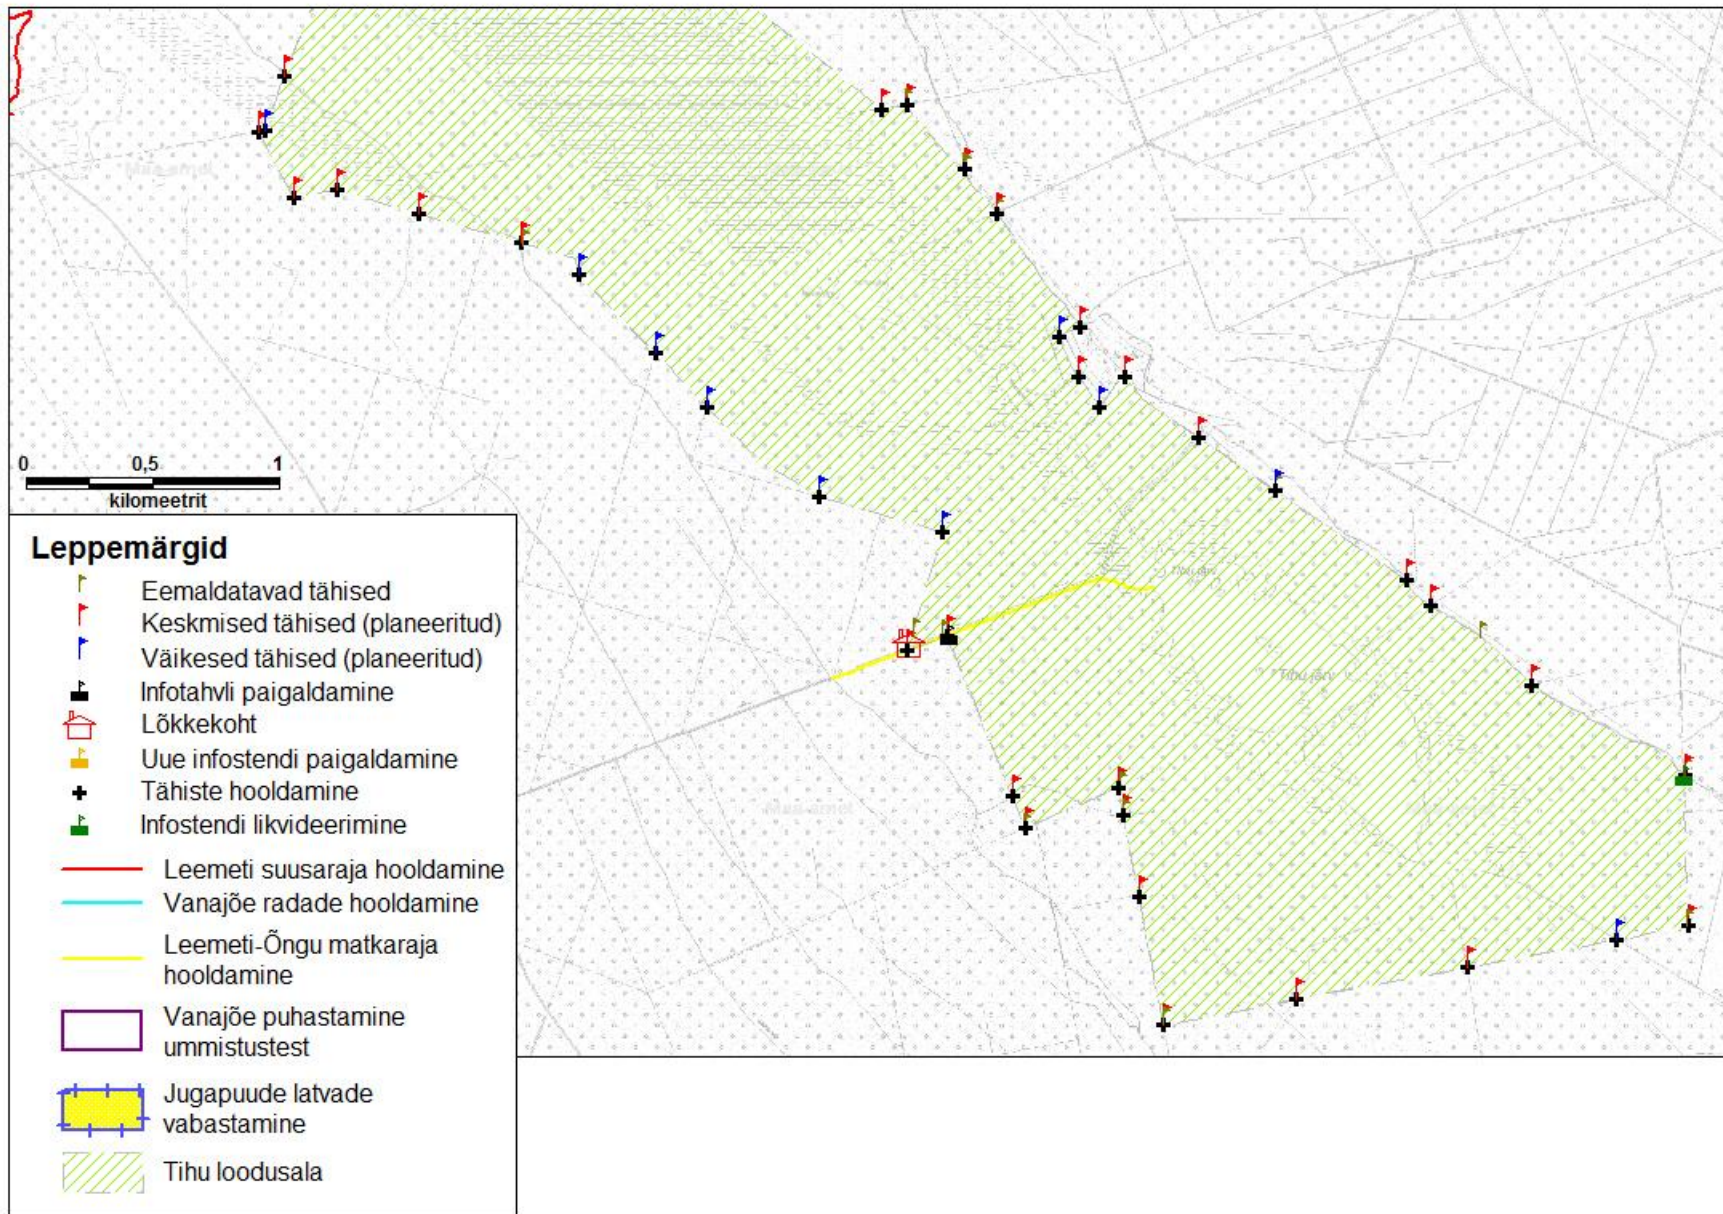 0 0,5 1
kilomeetrit
Leppemärgid
Eemaldatavad tähised
Keskmised tähised (planeeritud)
Väikesed tähised (planeeritud)
Infotahvli paigaldamine
Lõkkekoht
Uue infostendi paigaldamine
Tähiste hooldamine
Infostendi likvideerimine
Leemeti suusaraja hooldamine
Vanajõe radade hooldamine
Leemeti-Õngu matkaraja
hooldamine
Vanajõe puhastamine
ummistustest
Jugapuude latvade
vabastamine
Tihu loodusala
Tihu järv